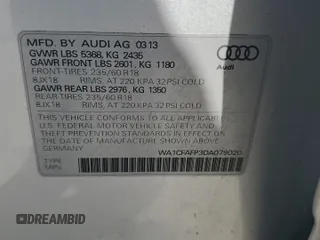 MFD. BY AUDI AG 03.13
GVWR LBS 5368, KG 2435
GAWR FRONT LBS 2601, KG 1180
FRONT-TIRES 235/60 R18
8JX18 RIMS, AT 220 KPA 32 PSI COLD
GAWR REAR LBS 2976, KG 1350
REAR-TIRES 235/60 R18
8JX18 RIMS, AT 220 KPA 32 PSI COLD
THIS VEHICLE CONFORMS TO ALL APPLICABLE
U.S. FEDERAL MOTOR VEHICLE SAFETY
AND THEFT PREVENTION STANDARDS IN EFFECT ON
THE DATE OF MANUFACTURE SHOWN ABOVE
WA1CFAFP3DA079020
TYPE:
MPV
Audi
DREAMBID